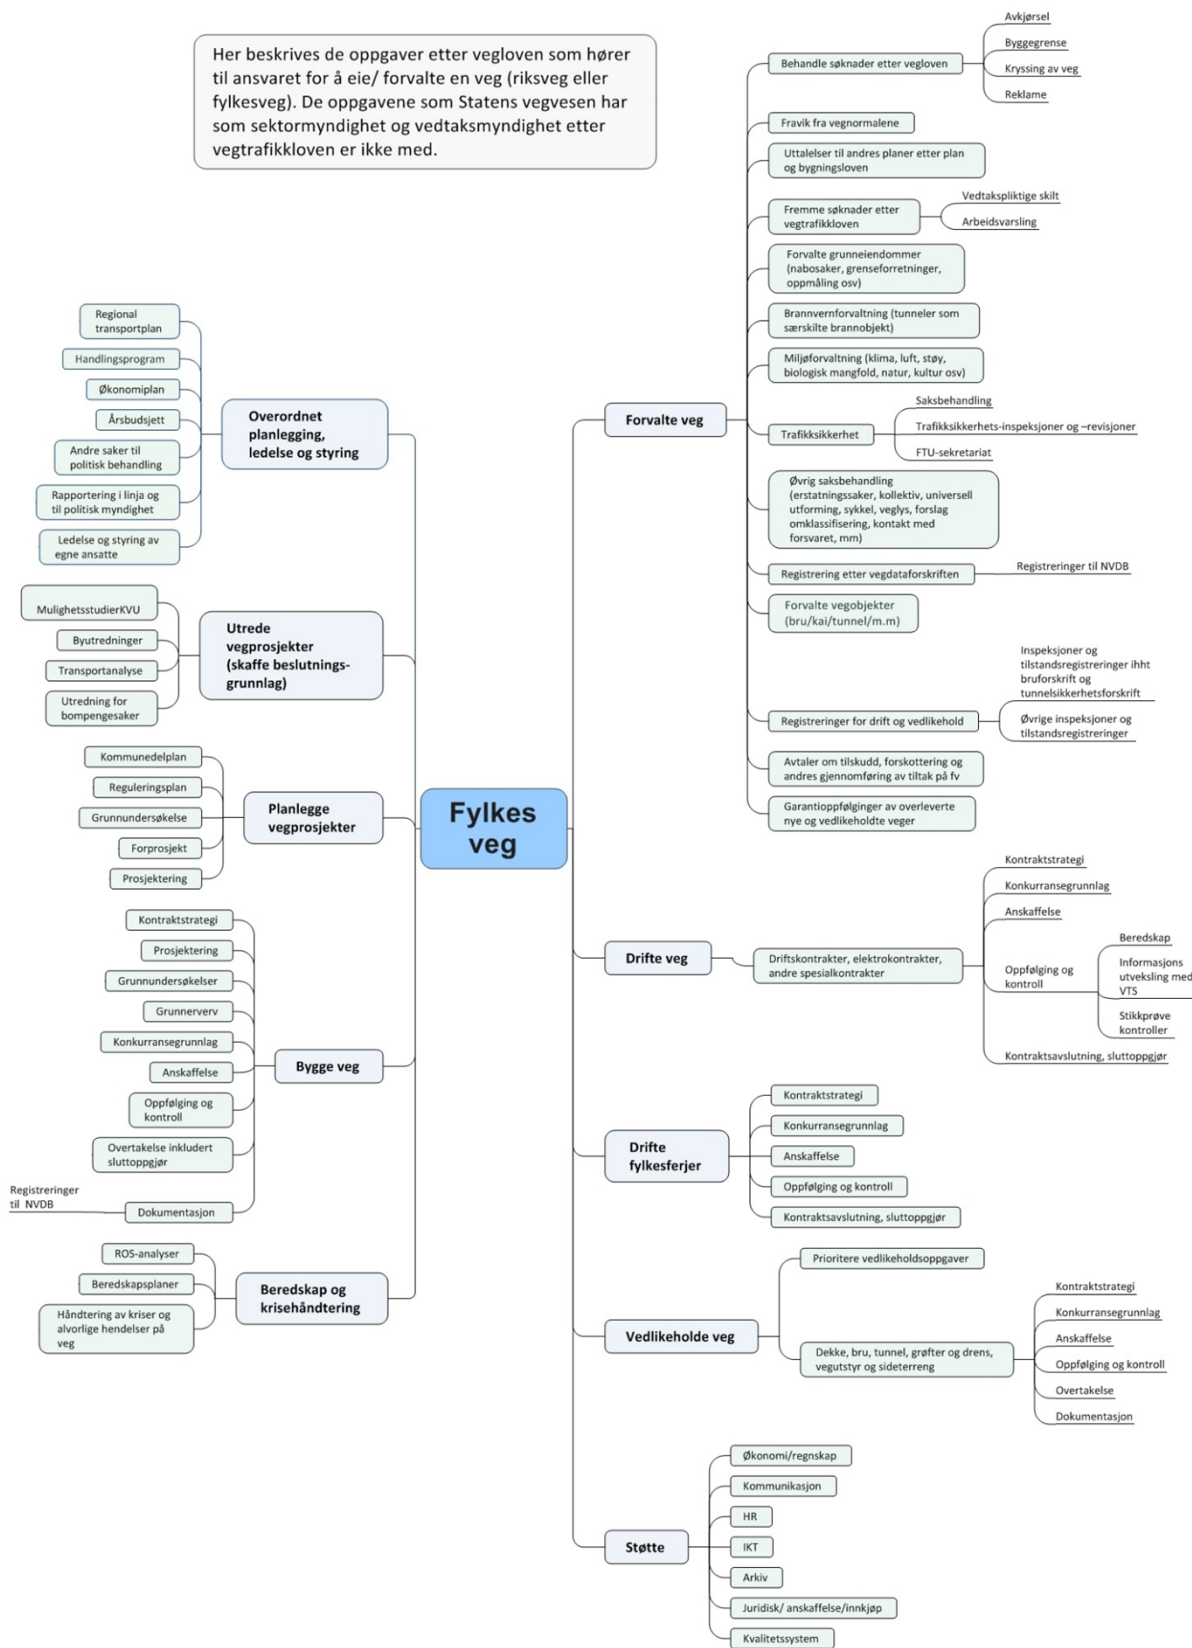 Her beskrives de oppgaver etter vegloven som hører
til ansvaret for å eie/ forvalte en veg (riksveg eller
fylkesveg). De oppgavene som Statens vegvesen har
som sektormyndighet og vedtaksmyndighet etter
vegtrafikkloven er ikke med.
Fylkes
veg
Overordnet
planlegging,
ledelse og styring
Regional
transportplan
Handlingsprogram
Økonomiplan
Årsbudsjett
Andre saker til
politisk behandling
Rapportering i linja og
til politisk myndighet
Ledelse og styring av
egne ansatte
Utrede
vegprosjekter
(skaffe beslutnings-
grunnlag)
MulighetsstudierKVU
Byutredninger
Transportanalyse
Utredning for
bompengesaker
Planlegge
vegprosjekter
Kommunedelplan
Reguleringsplan
Grunnundersøkelse
Forprosjekt
Prosjektering
Bygge veg
Kontraktstrategi
Prosjektering
Grunnundersøkelser
Grunnerverv
Konkurransegrunnlag
Anskaffelse
Oppfølging og
kontroll
Overtakelse inkludert
sluttoppgjør
Dokumentasjon
Registreringer
til NVDB
Beredskap og
krisehåndtering
ROS-analyser
Beredskapsplaner
Håndtering av kriser og
alvorlige hendelser på
veg
Forvalte veg
Behandle søknader etter vegloven
Avkjørsel
Byggegrense
Kryssing av veg
Reklame
Fravik fra vegnormalene
Uttalelser til andres planer etter plan
og bygningsloven
Fremme søknader etter
vegtrafikkloven
Vedtakspliktige skilt
Arbeidsvarsling
Forvalte grunneiendommer
(nabosaker, grenseforretninger,
oppmåling osv)
Brannvernforvaltning (tunneler som
særskilte brannobjekt)
Miljøforvaltning (klima, luft, støy,
biologisk mangfold, natur, kultur osv)
Trafikksikkerhet
Saksbehandling
Trafikksikkerhets-inspeksjoner og –revisjoner
FTU-sekretariat
Øvrig saksbehandling
(erstatningssaker, kollektiv, universell
utforming, sykkel, veglys, forslag
omklassifisering, kontakt med
forsvaret, mm)
Registrering etter vegdataforskriften
Registreringer til NVDB
Forvalte vegobjekter
(bru/kai/tunnel/m.m)
Registreringer for drift og vedlikehold
Inspeksjoner og
tilstandsregistreringer ihht
bruforskrift og
tunnelsikkerhetsforskrift
Øvrige inspeksjoner og
tilstandsregistreringer
Avtaler om tilskudd, forskottering og
andres gjennomføring av tiltak på fv
Garantioppfølginger av overleverte
nye og vedlikeholdte veger
Drifte veg
Driftskontrakter, elektrokontrakter,
andre spesialkontrakter
Kontraktstrategi
Konkurransegrunnlag
Anskaffelse
Oppfølging og
kontroll
Beredskap
Informasjons
utveksling med
VTS
Stikkprøve
kontroller
Kontraktsavslutning, sluttoppgjør
Drifte
fylkesferjer
Kontraktstrategi
Konkurransegrunnlag
Anskaffelse
Oppfølging og kontroll
Kontraktsavslutning, sluttoppgjør
Vedlikeholde veg
Prioritere vedlikeholdsoppgaver
Dekke, bru, tunnel, grøfter og drens,
vegutstyr og sideterreng
Kontraktstrategi
Konkurransegrunnlag
Anskaffelse
Oppfølging og kontroll
Overtakelse
Dokumentasjon
Støtte
Økonomi/regnskap
Kommunikasjon
HR
IKT
Arkiv
Juridisk/ anskaffelse/innkjøp
Kvalitetssystem